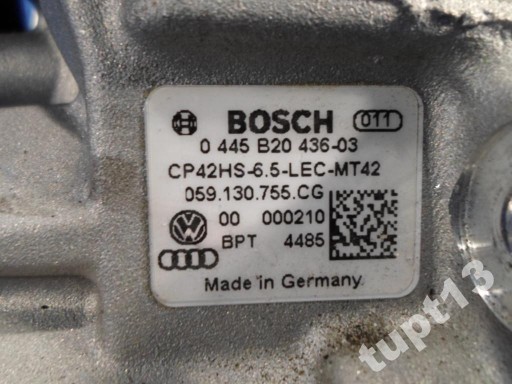 BOSCH 011
0 445 B20 436-03
CP42HS-6.5-LEC-MT42
059.130.755.CG
00 000210
BPT 4485
Made in Germany
tupt13